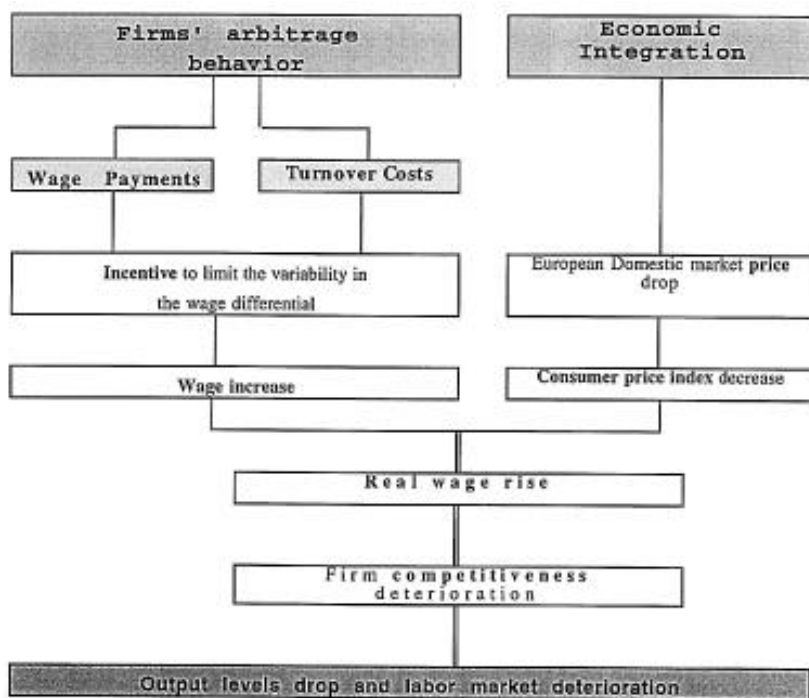 Firms' arbitrage
behavior
Economic
Integration
Wage Payments
Turnover Costs
Incentive to limit the variability in
the wage differential
European Domestic market price
drop
Wage increase
Consumer price index decrease
Real wage rise
Firm competitiveness
deterioration
Output levels drop and labor market deterioration